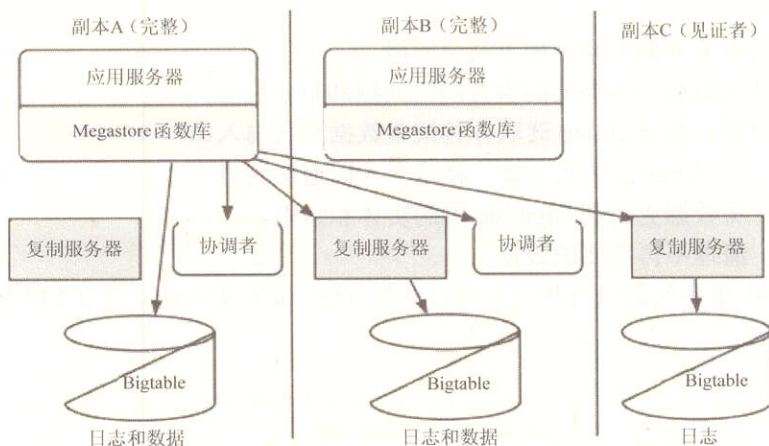 副本A（完整）
副本B（完整）
副本C（见证者）
应用服务器
应用服务器
Megastore函数库
Megastore函数库
复制服务器
协调者
复制服务器
协调者
复制服务器
Bigtable
Bigtable
Bigtable
日志和数据
日志和数据
日志